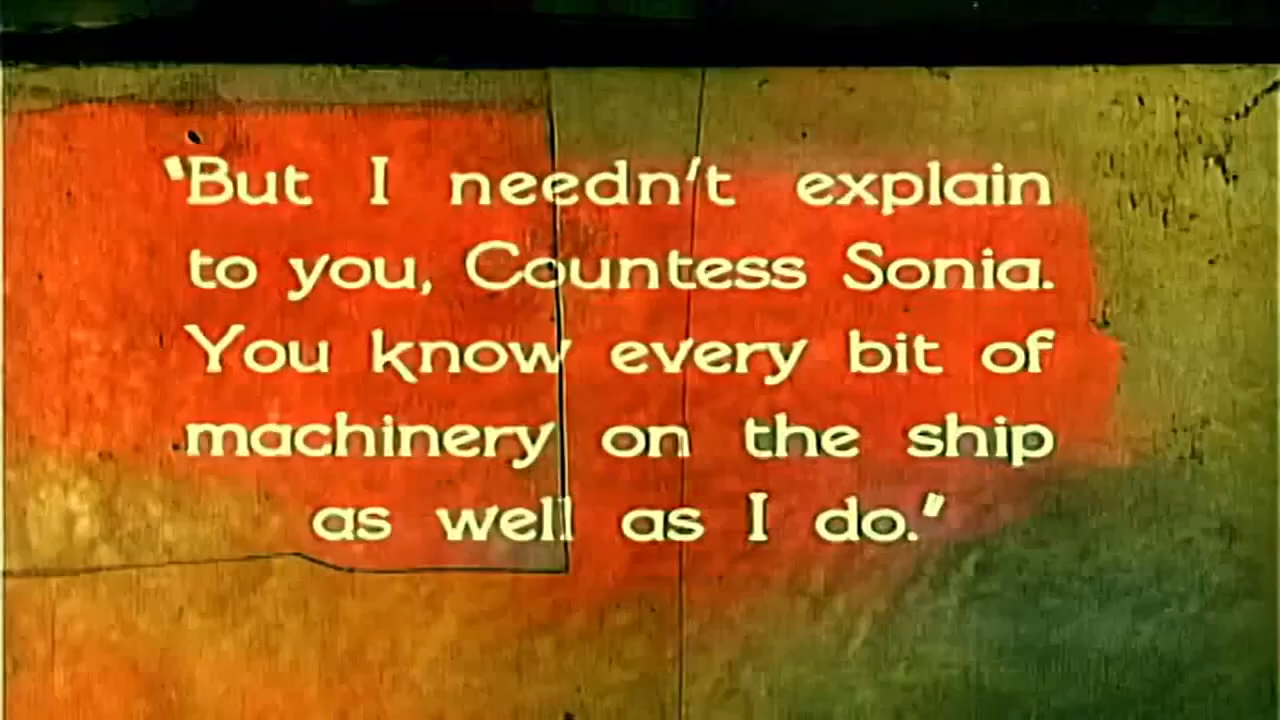 "But I needn't explain
to you, Countess Sonia.
You know every bit of
machinery on the ship
as well as I do."